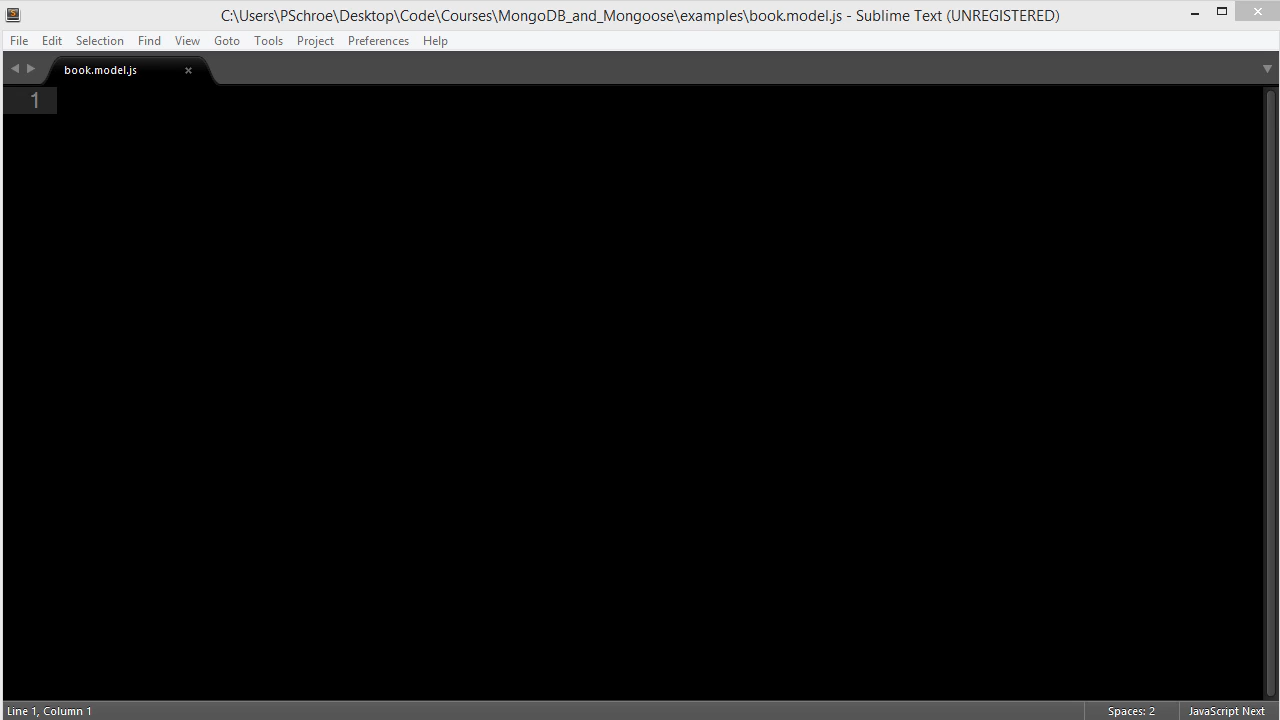 C:\Users\PSchroe\Desktop\Code\Courses\MongoDB_and_Mongoose\examples\book.model.js - Sublime Text (UNREGISTERED)
File Edit Selection Find View Goto Tools Project Preferences Help
book.model.js
1
Line 1, Column 1 Spaces: 2 JavaScript Next